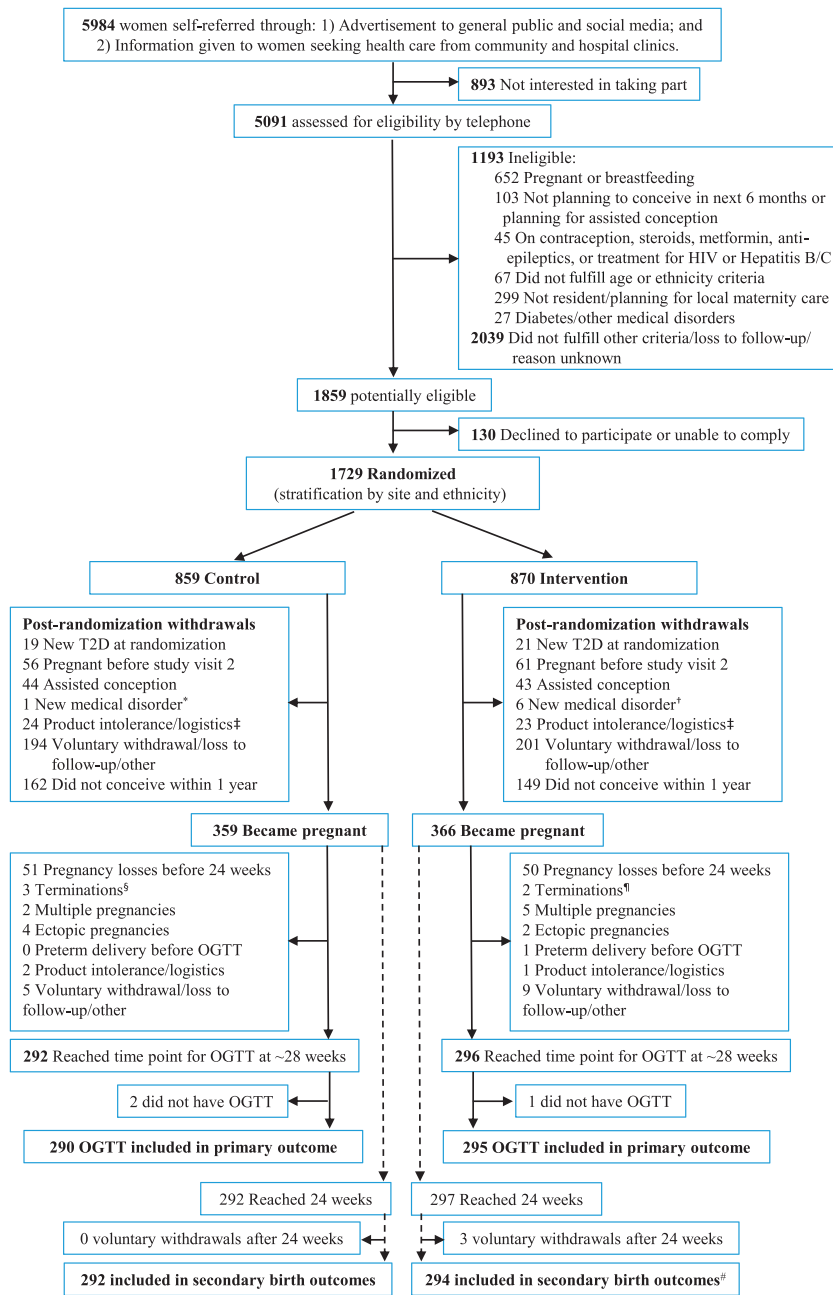 5984 women self-referred through: 1) Advertisement to general public and social media; and
2) Information given to women seeking health care from community and hospital clinics.
893 Not interested in taking part
5091 assessed for eligibility by telephone
1193 Ineligible:
652 Pregnant or breastfeeding
103 Not planning to conceive in next 6 months or
planning for assisted conception
45 On contraception, steroids, metformin, anti-
epileptics, or treatment for HIV or Hepatitis B/C
67 Did not fulfill age or ethnicity criteria
299 Not resident/planning for local maternity care
27 Diabetes/other medical disorders
2039 Did not fulfill other criteria/loss to follow-up/
reason unknown
1859 potentially eligible
130 Declined to participate or unable to comply
1729 Randomized
(stratification by site and ethnicity)
859 Control
Post-randomization withdrawals
19 New T2D at randomization
56 Pregnant before study visit 2
44 Assisted conception
1 New medical disorder*
24 Product intolerance/logistics‡
194 Voluntary withdrawal/loss to
follow-up/other
162 Did not conceive within 1 year
870 Intervention
Post-randomization withdrawals
21 New T2D at randomization
61 Pregnant before study visit 2
43 Assisted conception
6 New medical disorder†
23 Product intolerance/logistics‡
201 Voluntary withdrawal/loss to
follow-up/other
149 Did not conceive within 1 year
359 Became pregnant
51 Pregnancy losses before 24 weeks
3 Terminations§
2 Multiple pregnancies
4 Ectopic pregnancies
0 Preterm delivery before OGTT
2 Product intolerance/logistics
5 Voluntary withdrawal/loss to
follow-up/other
366 Became pregnant
50 Pregnancy losses before 24 weeks
2 Terminations¶
5 Multiple pregnancies
2 Ectopic pregnancies
1 Preterm delivery before OGTT
1 Product intolerance/logistics
9 Voluntary withdrawal/loss to
follow-up/other
292 Reached time point for OGTT at ~28 weeks
2 did not have OGTT
290 OGTT included in primary outcome
296 Reached time point for OGTT at ~28 weeks
1 did not have OGTT
295 OGTT included in primary outcome
292 Reached 24 weeks
0 voluntary withdrawals after 24 weeks
292 included in secondary birth outcomes
297 Reached 24 weeks
3 voluntary withdrawals after 24 weeks
294 included in secondary birth outcomes#